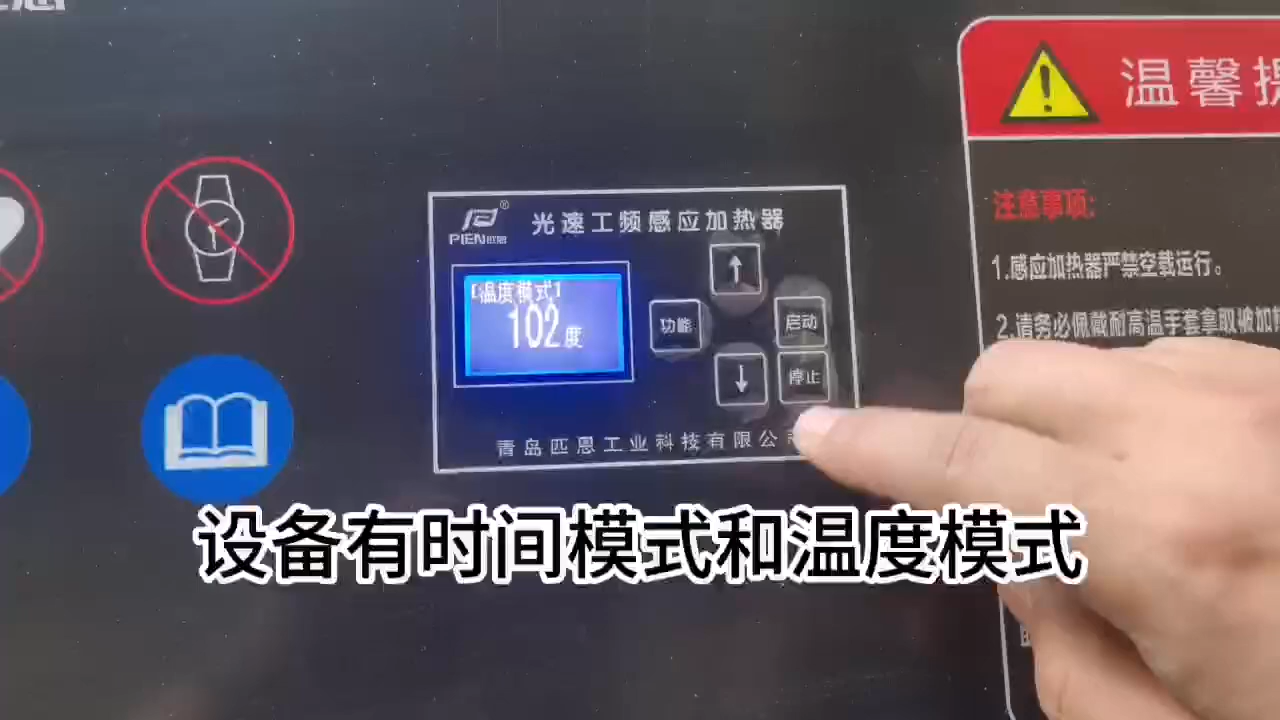 温馨提
注意事项:
1.感应加热器严禁空载运行。
2.请务必佩戴耐高温手套拿取被加
PIEN匹恩
光速工频感应加热器
[温度模式]
102度
功能
↑
启动
↓
停止
青岛匹恩工业科技有限公
设备有时间模式和温度模式